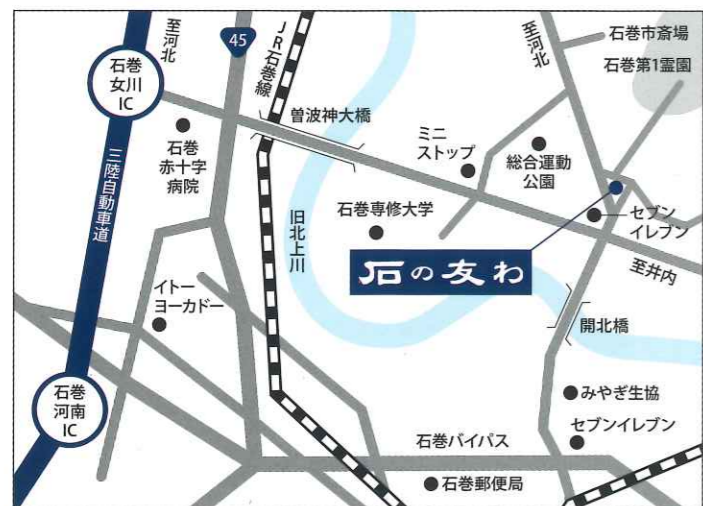 至河北
45
JR石巻線
至河北
石巻市斎場
石巻第1霊園
石巻
女川
IC
曽波神大橋
石巻
赤十字
病院
ミニ
ストップ
総合運動
公園
三陸自動車道
旧北上川
石巻専修大学
セブン
イレブン
石の友わ
至井内
イトー
ヨーカドー
開北橋
石巻
河南
IC
みやぎ生協
石巻バイパス
セブンイレブン
石巻郵便局